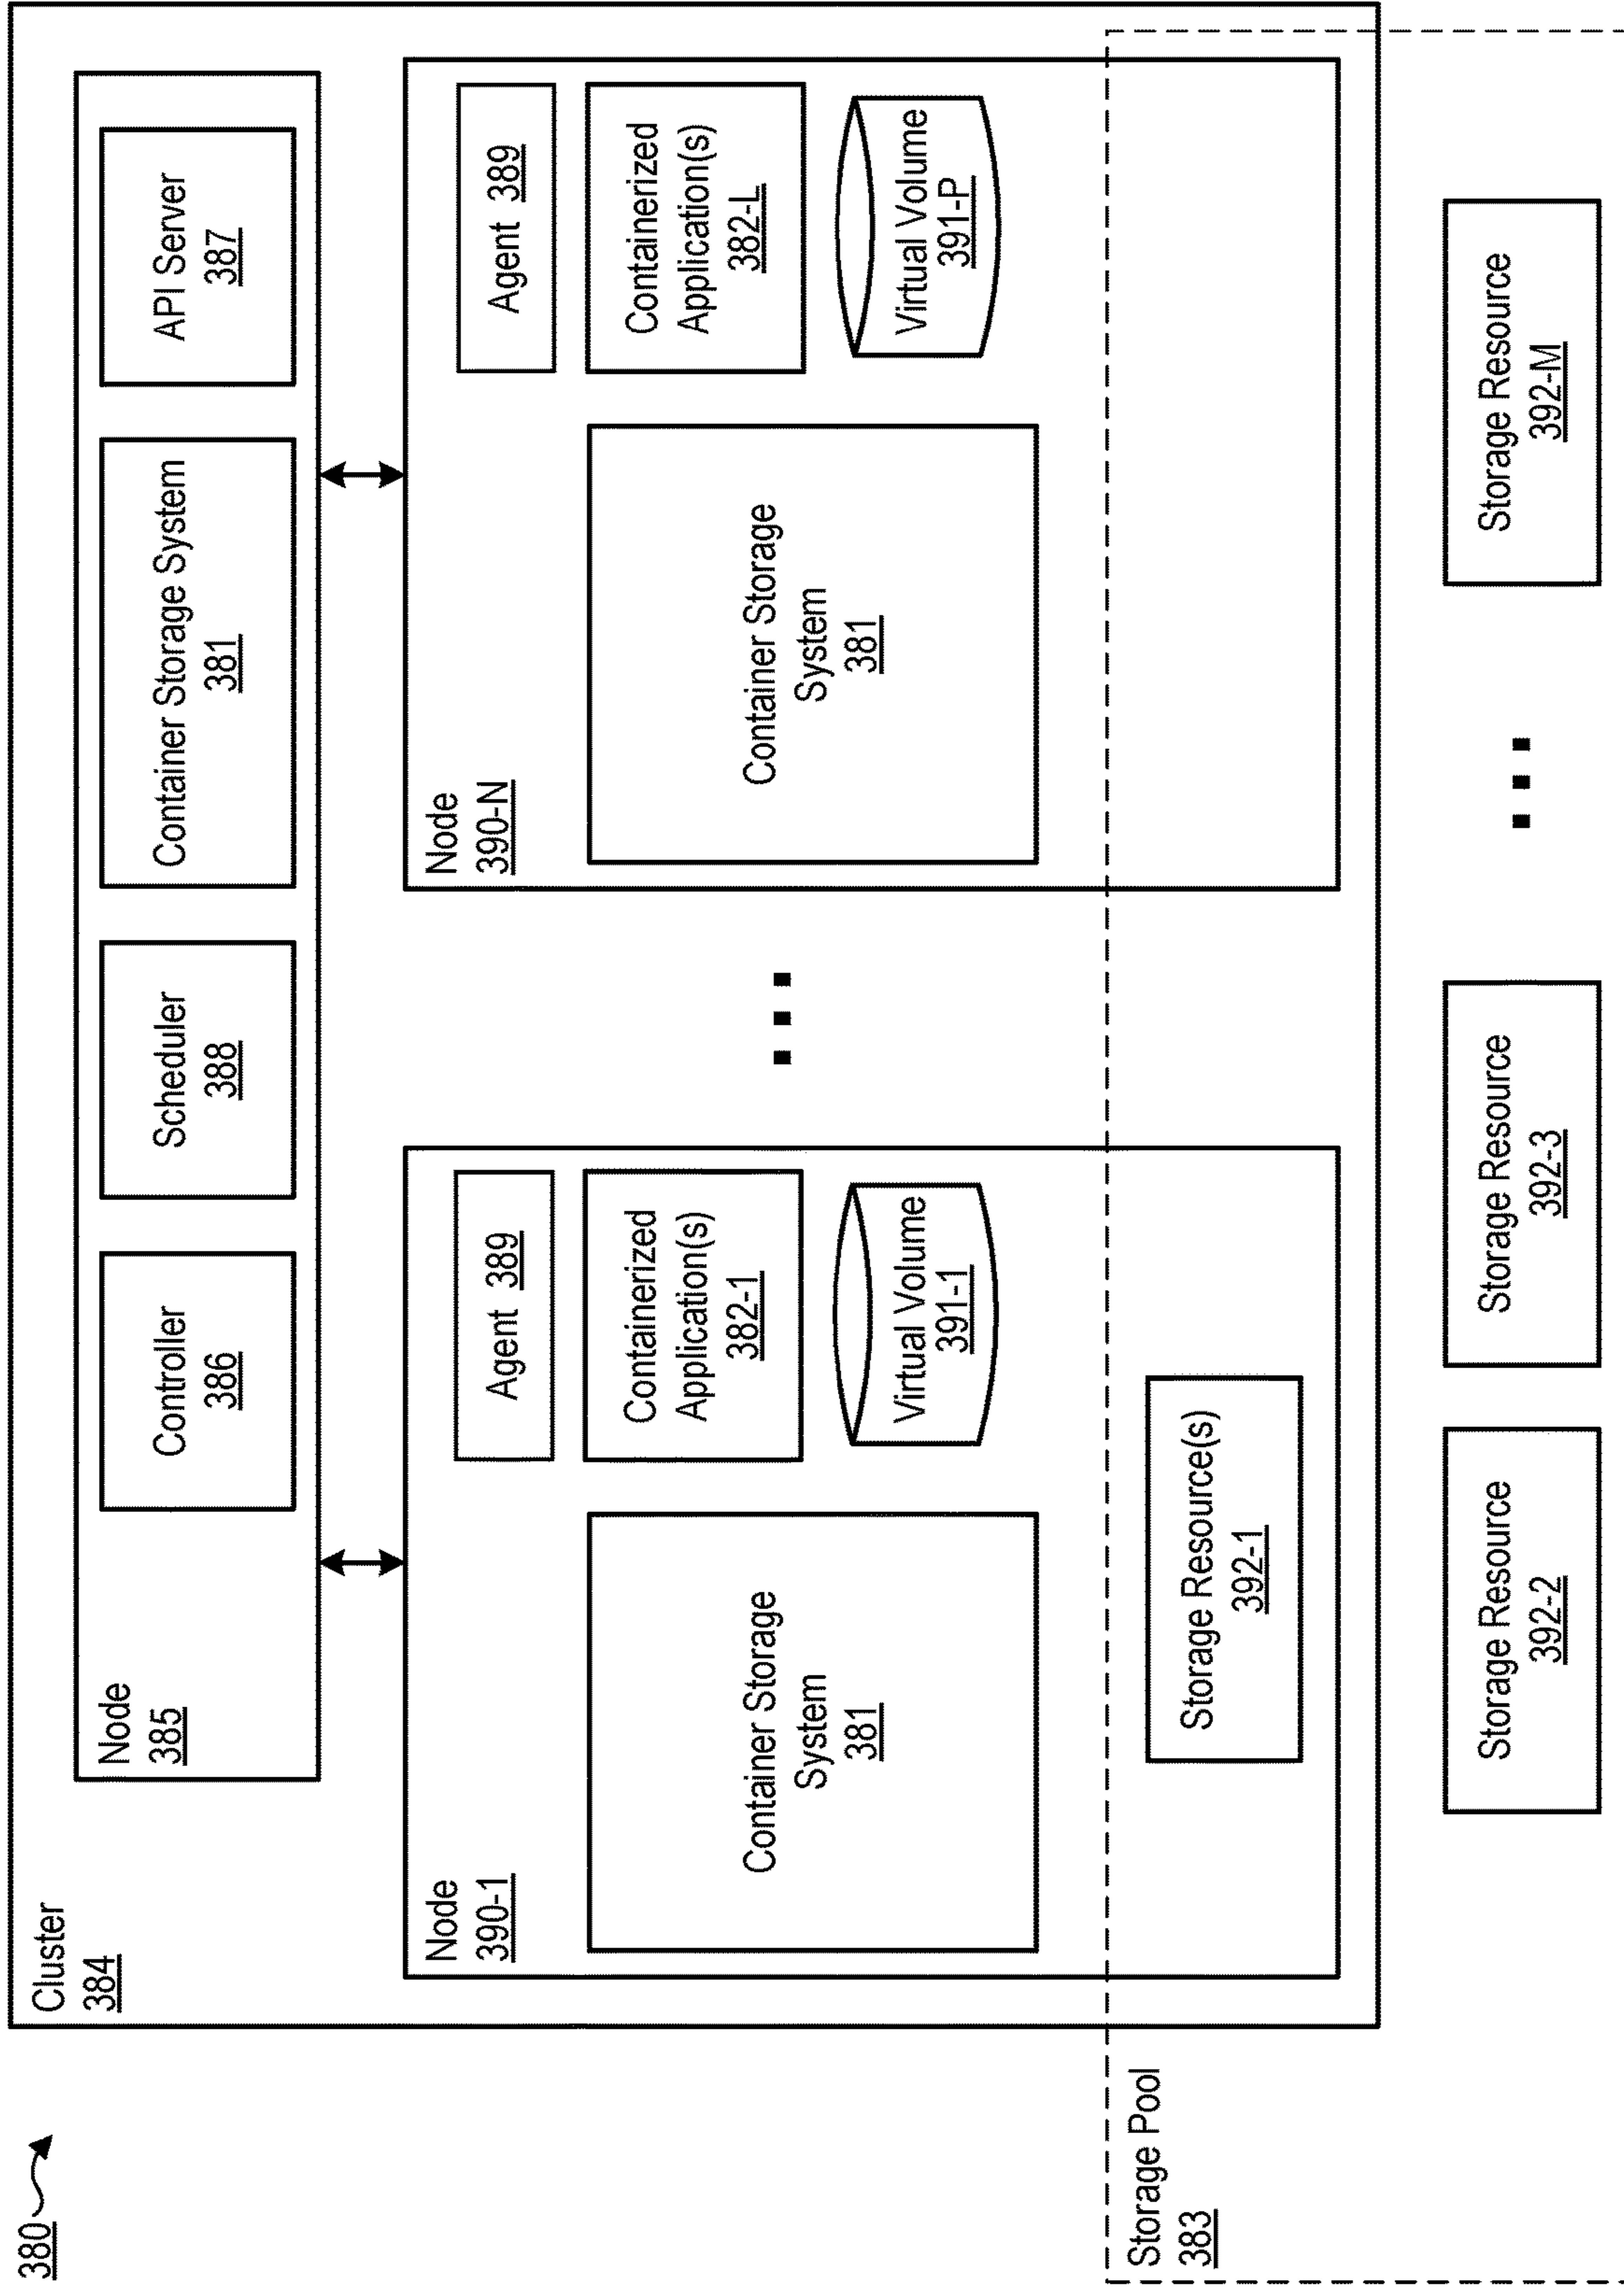 380
Cluster
384
Node
385
Controller
386
Scheduler
388
Container Storage System
381
API Server
387
Node
390-1
Container Storage
System
381
Agent 389
Containerized
Application(s)
382-1
Virtual Volume
391-1
Storage Resource(s)
392-1
Node
390-N
Container Storage
System
381
Agent 389
Containerized
Application(s)
382-L
Virtual Volume
391-P
Storage Pool
383
Storage Resource
392-2
Storage Resource
392-3
Storage Resource
392-M